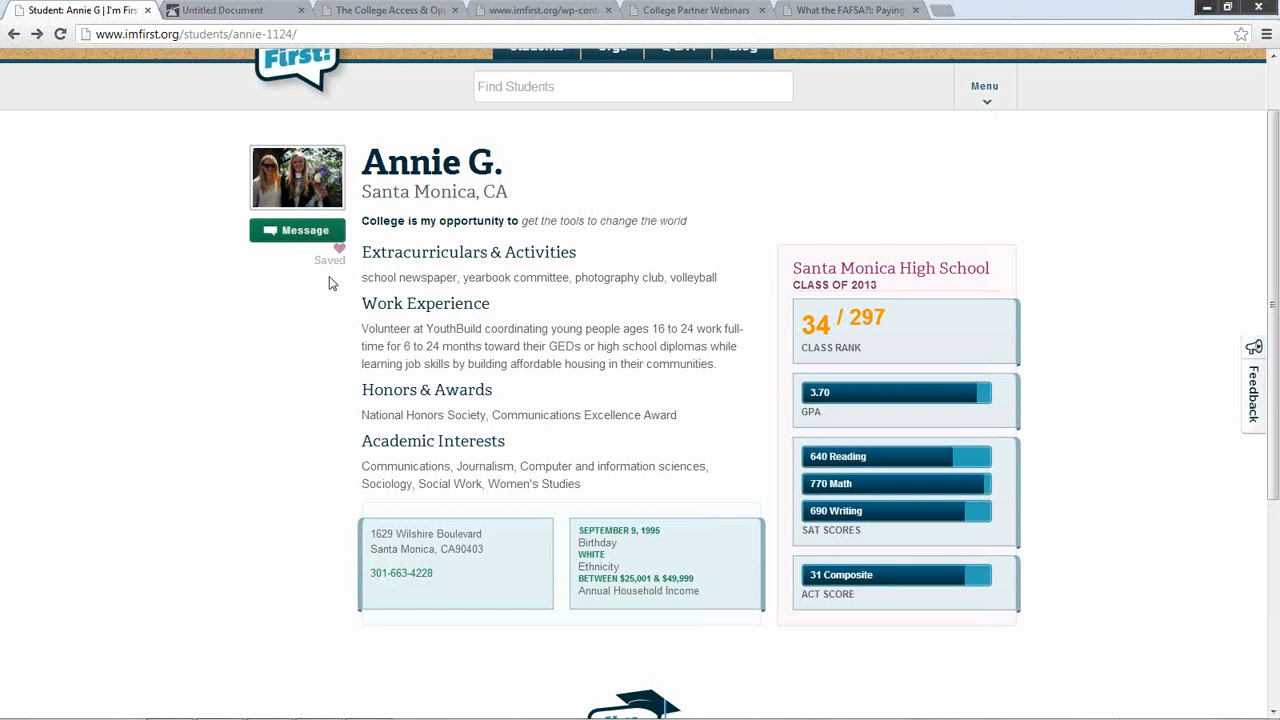 Student: Annie G | I'm Firs
Untitled Document
The College Access & Opp
www.imfirst.org/wp-cont
College Partner Webinars
What the FAFSA?!: Paying
www.imfirst.org/students/annie-1124/
First!
Students Orgs Q&A Blog
Find Students
Menu
Annie G.
Santa Monica, CA
Message
Saved
College is my opportunity to get the tools to change the world
Extracurriculars & Activities
school newspaper, yearbook committee, photography club, volleyball
Work Experience
Volunteer at YouthBuild coordinating young people ages 16 to 24 work full-
time for 6 to 24 months toward their GEDs or high school diplomas while
learning job skills by building affordable housing in their communities.
Honors & Awards
National Honors Society, Communications Excellence Award
Academic Interests
Communications, Journalism, Computer and information sciences,
Sociology, Social Work, Women's Studies
1629 Wilshire Boulevard
Santa Monica, CA90403
301-663-4228
SEPTEMBER 9, 1995
Birthday
WHITE
Ethnicity
BETWEEN $25,001 & $49,999
Annual Household Income
Santa Monica High School
CLASS OF 2013
34 / 297
CLASS RANK
3.70
GPA
640 Reading
770 Math
690 Writing
SAT SCORES
31 Composite
ACT SCORE
Feedback